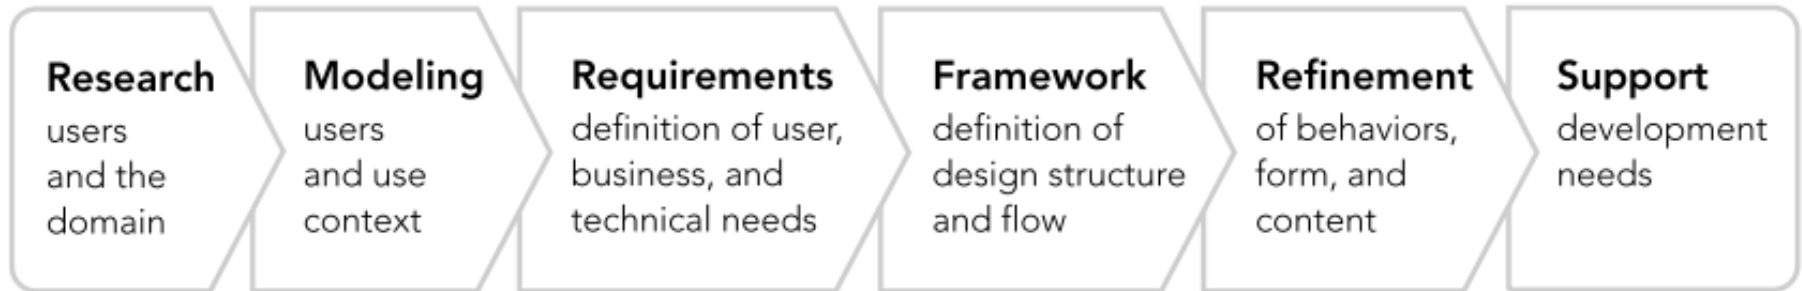 Research
users
and the
domain
Modeling
users
and use
context
Requirements
definition of user,
business, and
technical needs
Framework
definition of
design structure
and flow
Refinement
of behaviors,
form, and
content
Support
development
needs